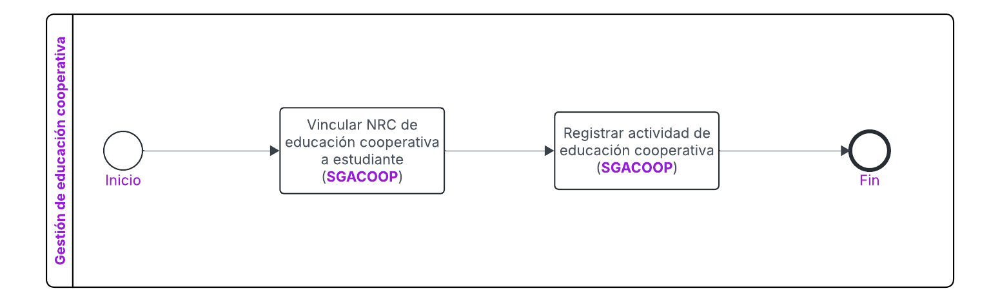 Gestión de educación cooperativa
Inicio
Vincular NRC de
educación cooperativa
a estudiante
(SGACOOP)
Registrar actividad de
educación cooperativa
(SGACOOP)
Fin